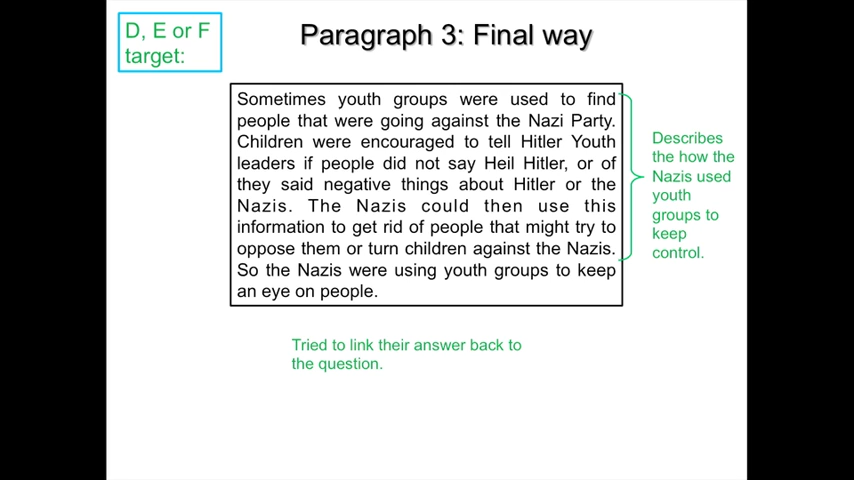 D, E or F
target:
Paragraph 3: Final way
Sometimes youth groups were used to find
people that were going against the Nazi Party.
Children were encouraged to tell Hitler Youth
leaders if people did not say Heil Hitler, or of
they said negative things about Hitler or the
Nazis. The Nazis could then use this
information to get rid of people that might try to
oppose them or turn children against the Nazis.
So the Nazis were using youth groups to keep
an eye on people.
Describes
the how the
Nazis used
youth
groups to
keep
control.
Tried to link their answer back to
the question.